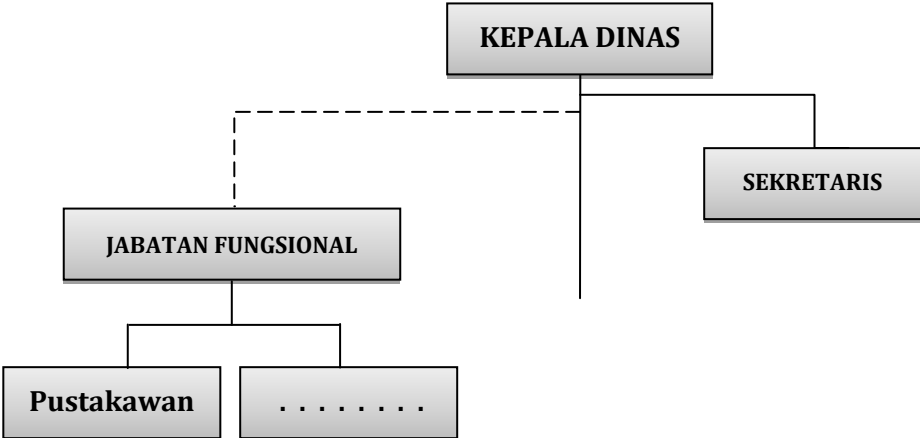 KEPALA DINAS
SEKRETARIS
JABATAN FUNGSIONAL
Pustakawan
. . . . . . . .